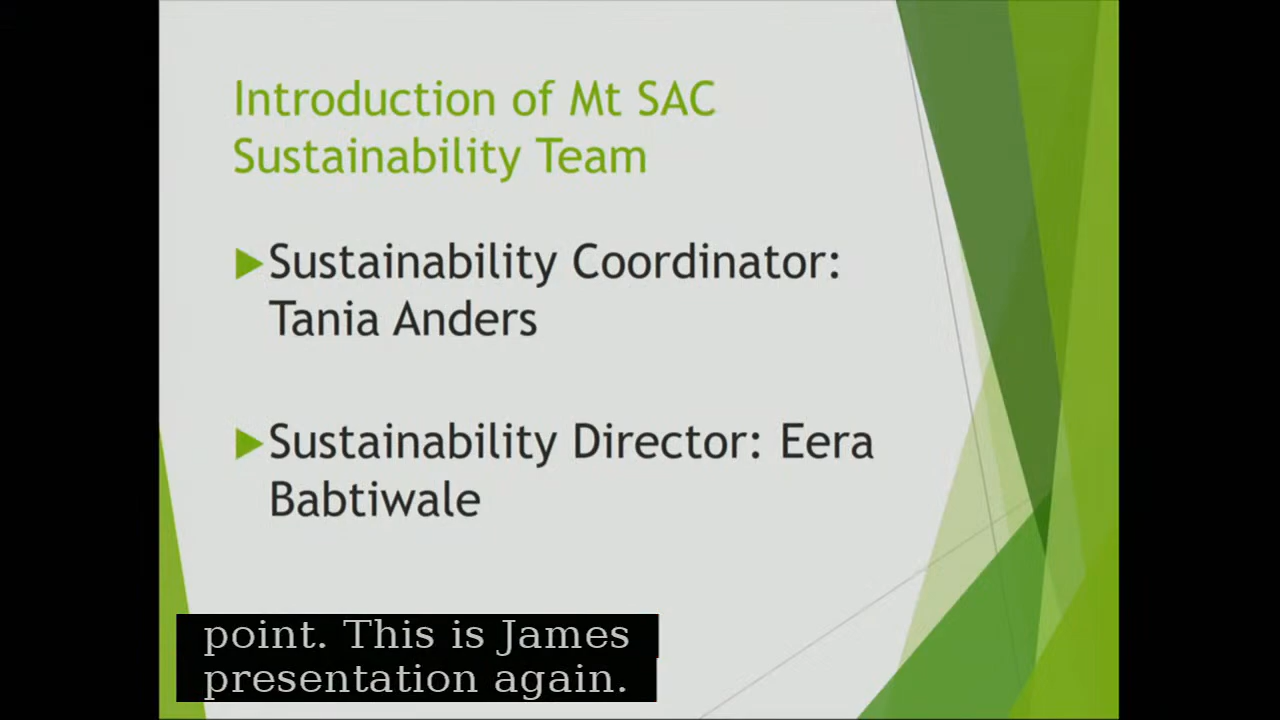 Introduction of Mt SAC
Sustainability Team
Sustainability Coordinator:
Tania Anders
Sustainability Director: Eera
Babtiwale
point. This is James
presentation again.